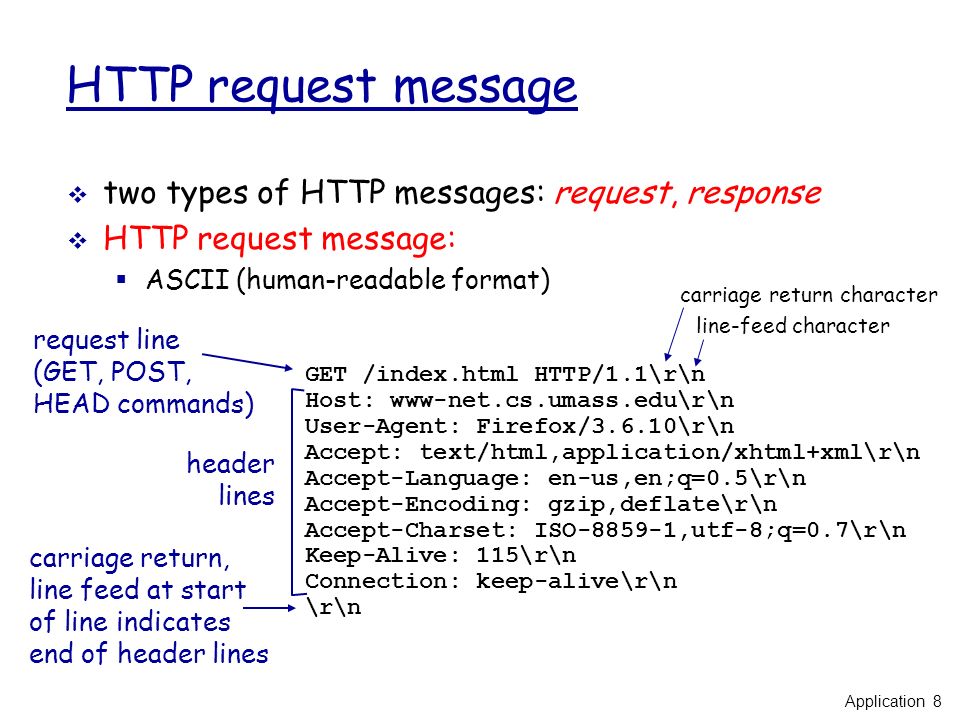 HTTP request message
two types of HTTP messages: request, response
HTTP request message:
ASCII (human-readable format)
carriage return character
line-feed character
request line
(GET, POST,
HEAD commands)
GET /index.html HTTP/1.1\r\n
Host: www-net.cs.umass.edu\r\n
User-Agent: Firefox/3.6.10\r\n
Accept: text/html,application/xhtml+xml\r\n
Accept-Language: en-us,en;q=0.5\r\n
Accept-Encoding: gzip,deflate\r\n
Accept-Charset: ISO-8859-1,utf-8;q=0.7\r\n
Keep-Alive: 115\r\n
Connection: keep-alive\r\n
\r\n
header
lines
carriage return,
line feed at start
of line indicates
end of header lines
Application 8